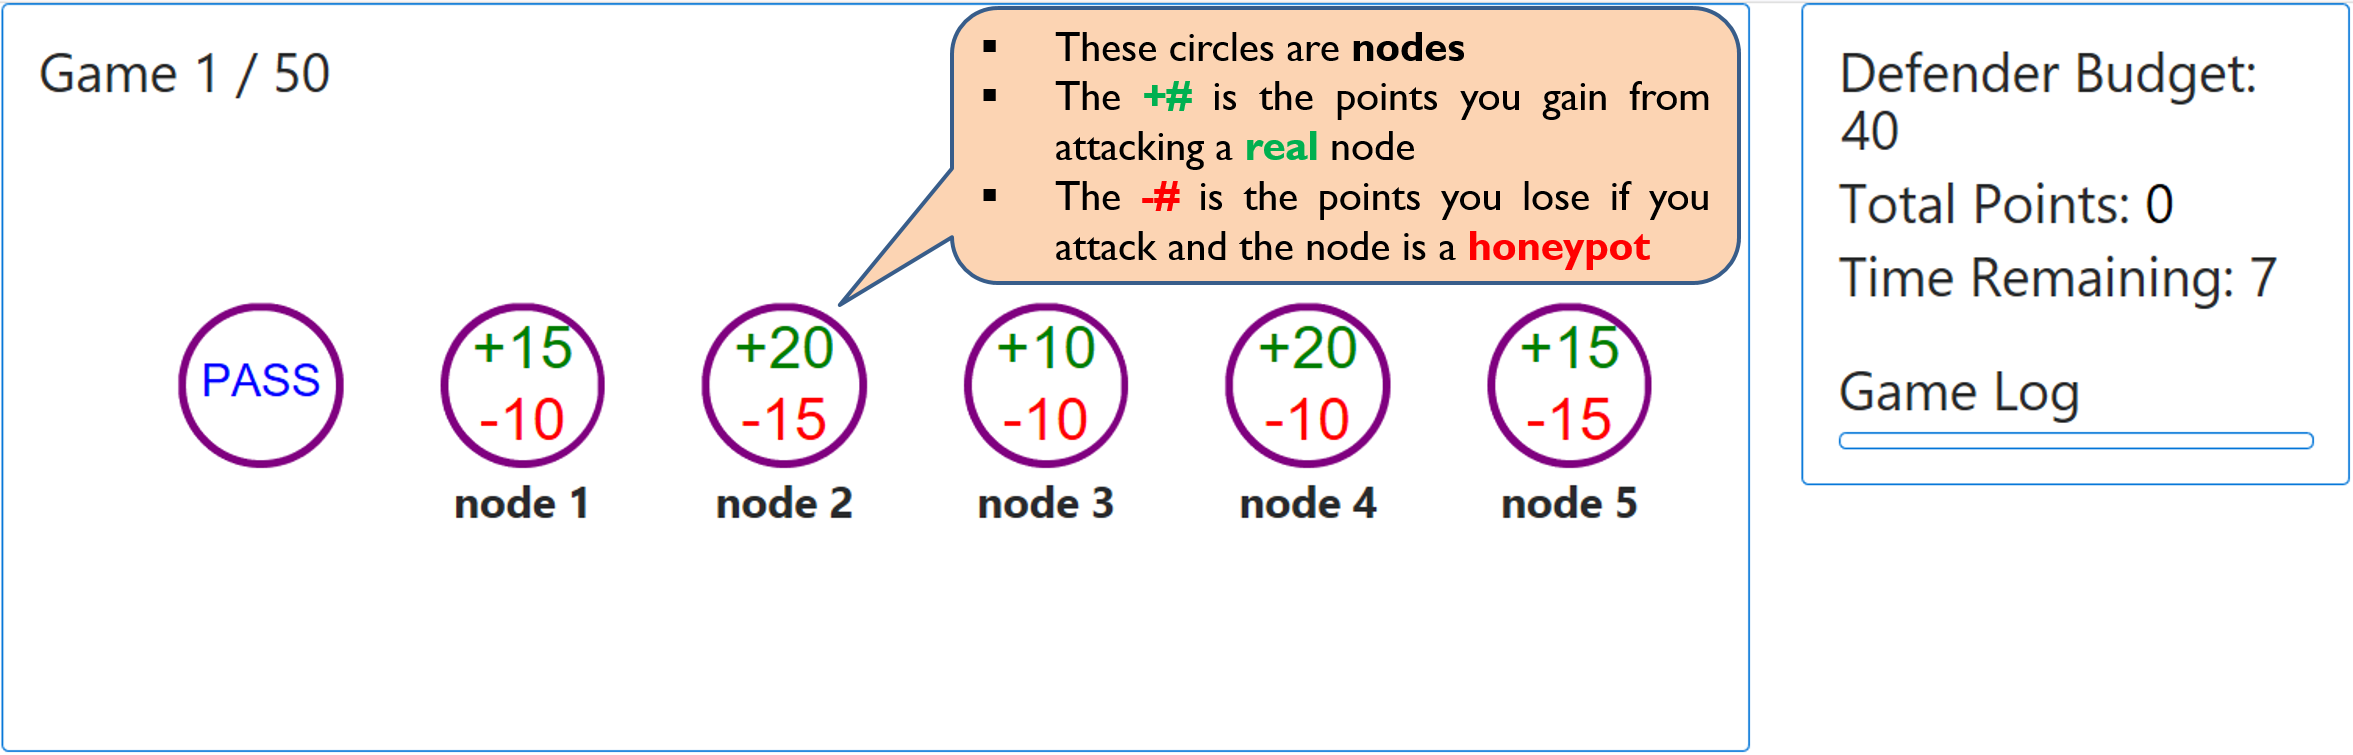 Game 1 / 50
▪ These circles are nodes
▪ The +# is the points you gain from
attacking a real node
▪ The -# is the points you lose if you
attack and the node is a honeypot
PASS
+15
-10
node 1
+20
-15
node 2
+10
-10
node 3
+20
-10
node 4
+15
-15
node 5
Defender Budget:
40
Total Points: 0
Time Remaining: 7
Game Log